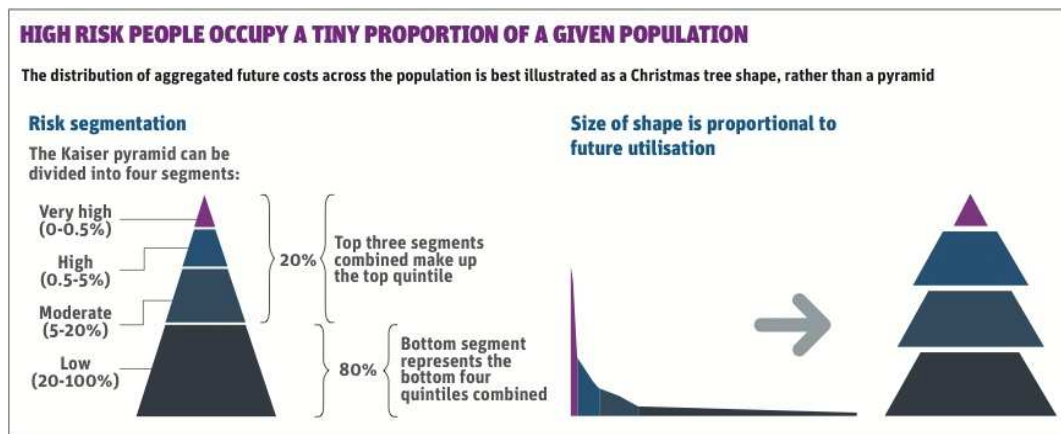 HIGH RISK PEOPLE OCCUPY A TINY PROPORTION OF A GIVEN POPULATION
The distribution of aggregated future costs across the population is best illustrated as a Christmas tree shape, rather than a pyramid
Risk segmentation
The Kaiser pyramid can be
divided into four segments:
Very high
(0-0.5%)
High
(0.5-5%)
Moderate
(5-20%)
Low
(20-100%)
20%
Top three segments
combined make up
the top quintile
80%
Bottom segment
represents the
bottom four
quintiles combined
Size of shape is proportional to
future utilisation